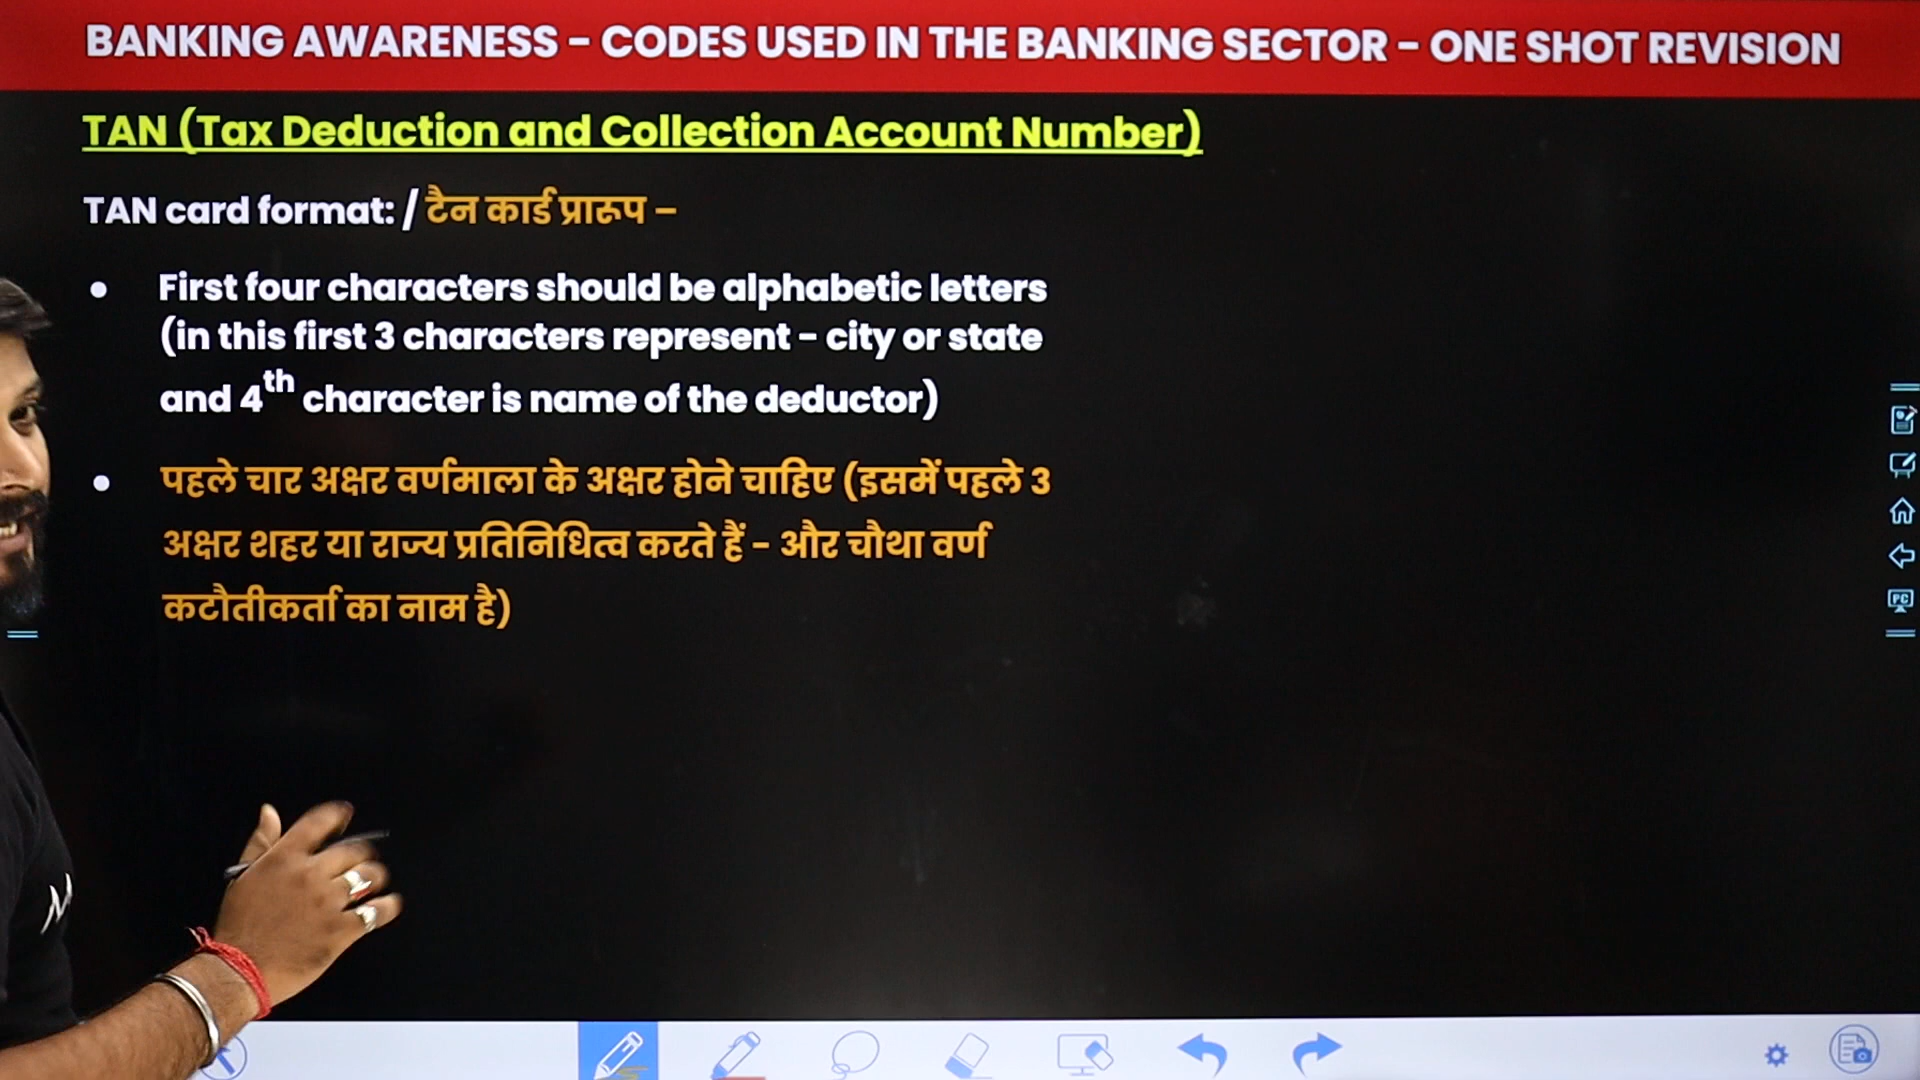 BANKING AWARENESS - CODES USED IN THE BANKING SECTOR - ONE SHOT REVISION
TAN (Tax Deduction and Collection Account Number)
TAN card format: / टैन कार्ड प्रारूप –
• First four characters should be alphabetic letters
(in this first 3 characters represent - city or state
and 4th character is name of the deductor)
• पहले चार अक्षर वर्णमाला के अक्षर होने चाहिए (इसमें पहले 3
अक्षर शहर या राज्य प्रतिनिधित्व करते हैं - और चौथा वर्ण
कटौतीकर्ता का नाम है)
PC